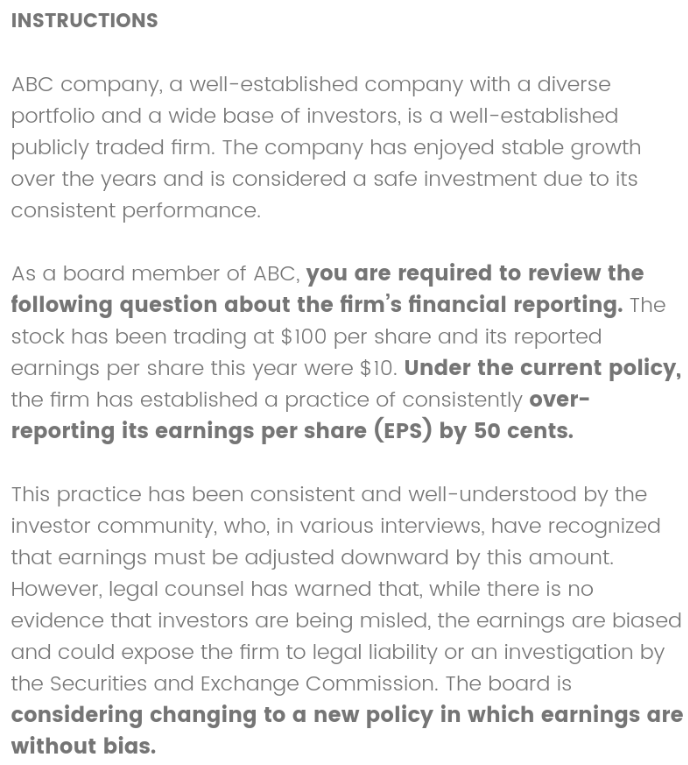 INSTRUCTIONS
ABC company, a well-established company with a diverse
portfolio and a wide base of investors, is a well-established
publicly traded firm. The company has enjoyed stable growth
over the years and is considered a safe investment due to its
consistent performance.
As a board member of ABC, you are required to review the
following question about the firm's financial reporting. The
stock has been trading at $100 per share and its reported
earnings per share this year were $10. Under the current policy,
the firm has established a practice of consistently over-
reporting its earnings per share (EPS) by 50 cents.
This practice has been consistent and well-understood by the
investor community, who, in various interviews, have recognized
that earnings must be adjusted downward by this amount.
However, legal counsel has warned that, while there is no
evidence that investors are being misled, the earnings are biased
and could expose the firm to legal liability or an investigation by
the Securities and Exchange Commission. The board is
considering changing to a new policy in which earnings are
without bias.